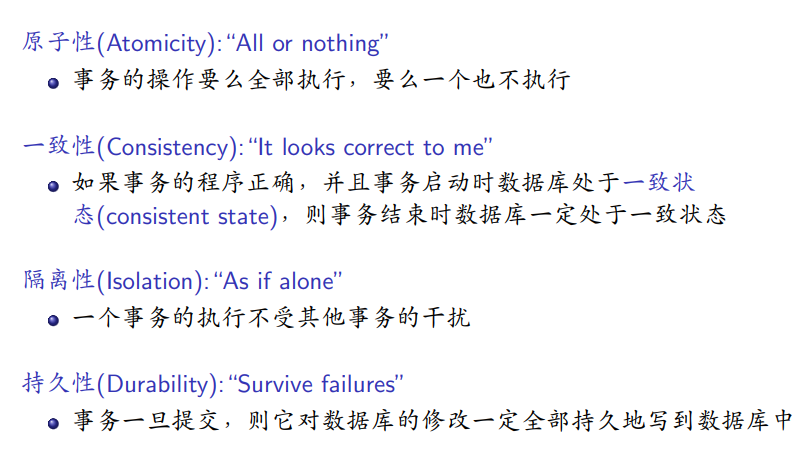 原子性(Atomicity): “All or nothing”
事务的操作要么全部执行，要么一个也不执行
一致性(Consistency): “It looks correct to me”
如果事务的程序正确，并且事务启动时数据库处于一致状
态(consistent state)，则事务结束时数据库一定处于一致状态
隔离性(Isolation): “As if alone”
一个事务的执行不受其他事务的干扰
持久性(Durability): “Survive failures”
事务一旦提交，则它对数据库的修改一定全部持久地写到数据库中